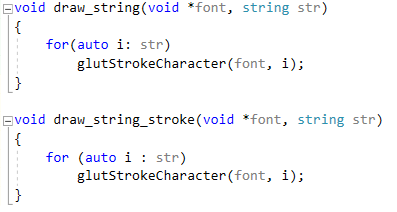 void draw_string(void *font, string str)
{
    for(auto i: str)
        glutStrokeCharacter(font, i);
}
void draw_string_stroke(void *font, string str)
{
    for (auto i : str)
        glutStrokeCharacter(font, i);
}